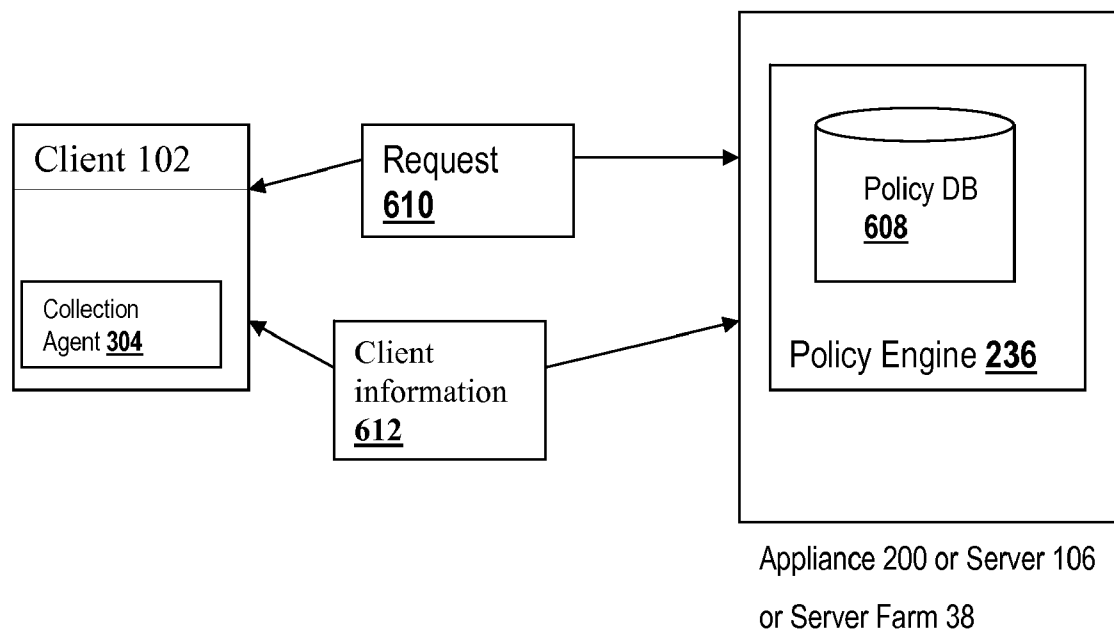 Client 102
Collection
Agent 304
Request
610
Client
information
612
Policy DB
608
Policy Engine 236
Appliance 200 or Server 106
or Server Farm 38